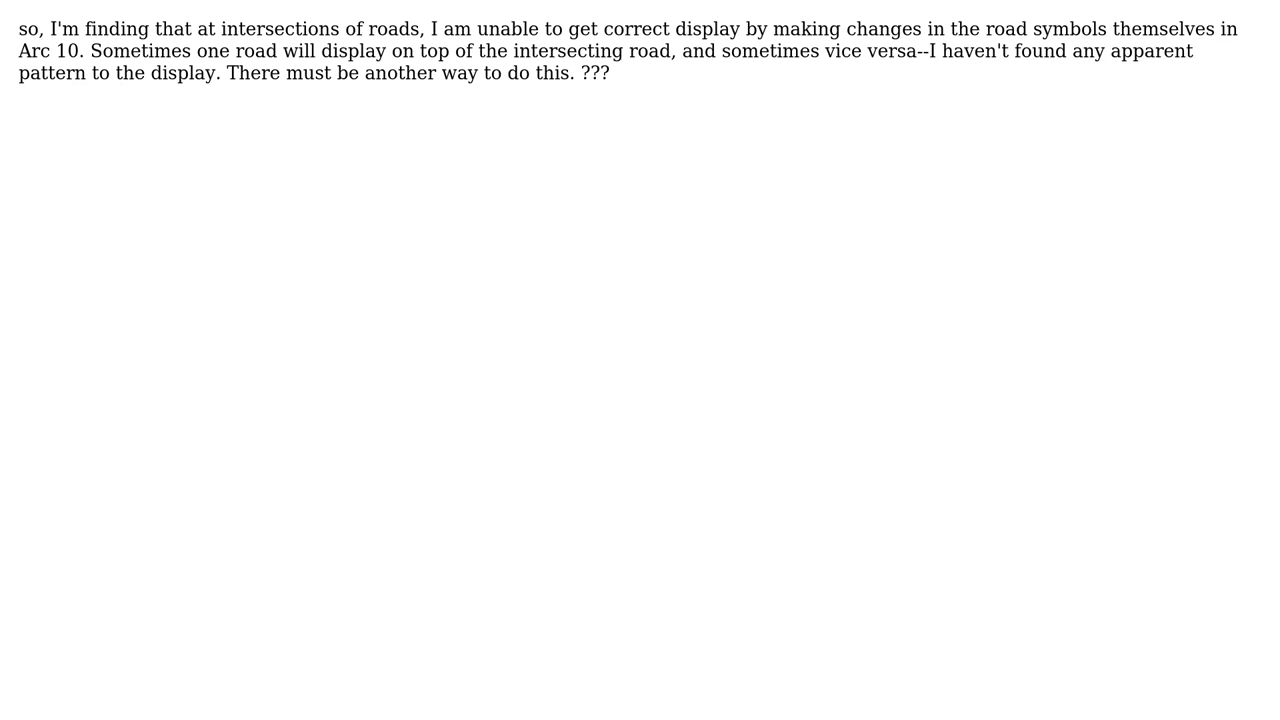 so, I'm finding that at intersections of roads, I am unable to get correct display by making changes in the road symbols themselves in
Arc 10. Sometimes one road will display on top of the intersecting road, and sometimes vice versa--I haven't found any apparent
pattern to the display. There must be another way to do this. ???